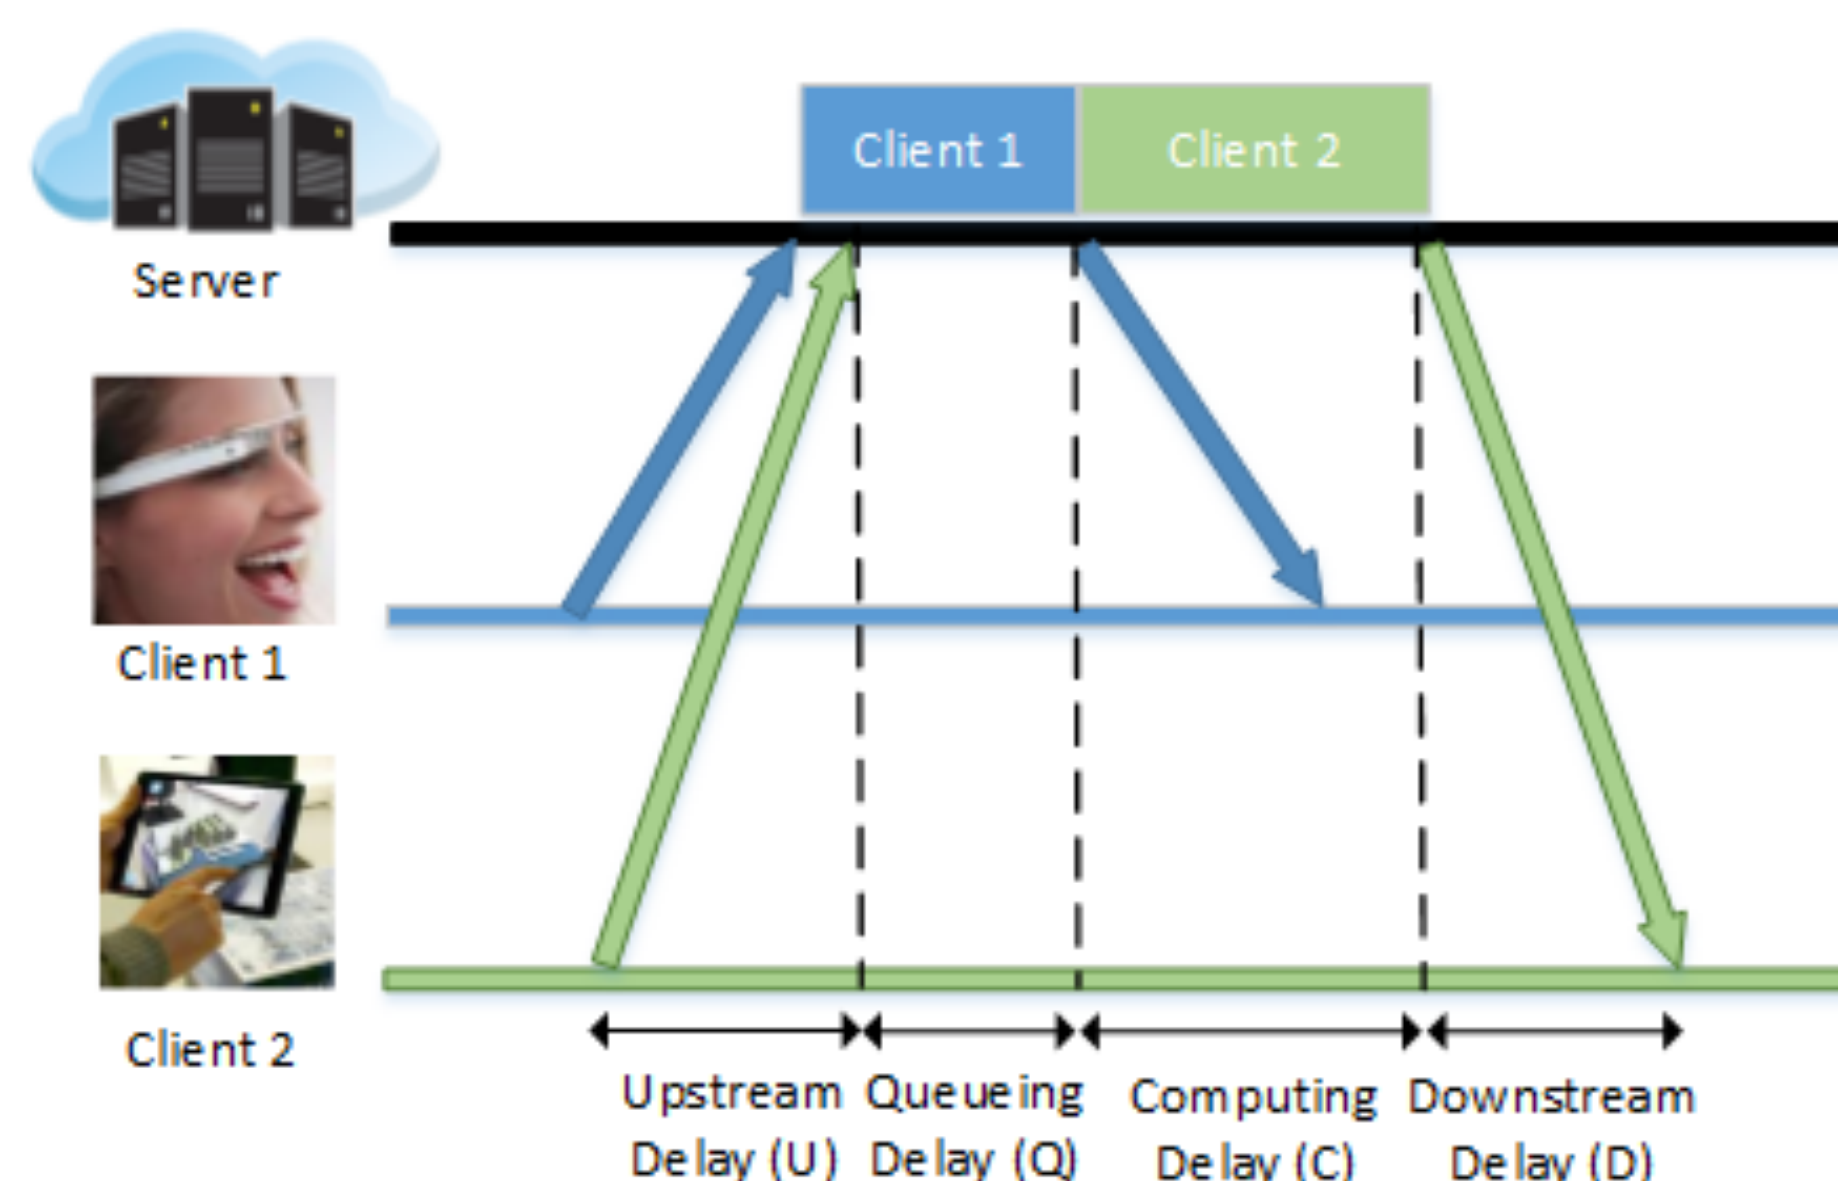 Client 1
Client 2
Server
Client 1
Client 2
Upstream Delay (U)
Queueing Delay (Q)
Computing Delay (C)
Downstream Delay (D)